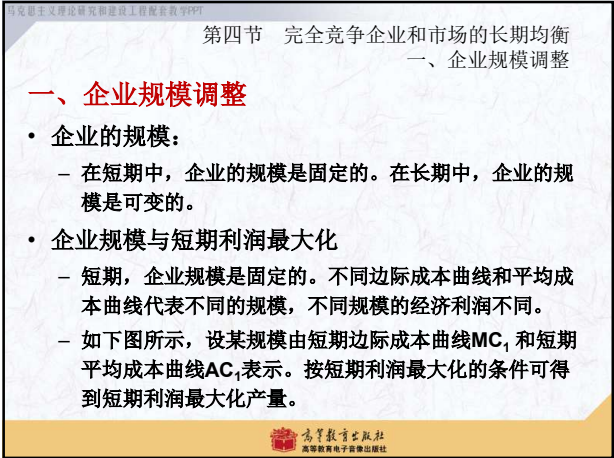 马克思主义理论研究和建设工程配套教学PPT
第四节 完全竞争企业和市场的长期均衡
一、企业规模调整
一、企业规模调整
• 企业的规模：
– 在短期中，企业的规模是固定的。在长期中，企业的规
模是可变的。
• 企业规模与短期利润最大化
– 短期，企业规模是固定的。不同边际成本曲线和平均成
本曲线代表不同的规模，不同规模的经济利润不同。
– 如下图所示，设某规模由短期边际成本曲线MC₁ 和短期
平均成本曲线AC₁表示。按短期利润最大化的条件可得
到短期利润最大化产量。
高等教育出版社
高等教育电子音像出版社